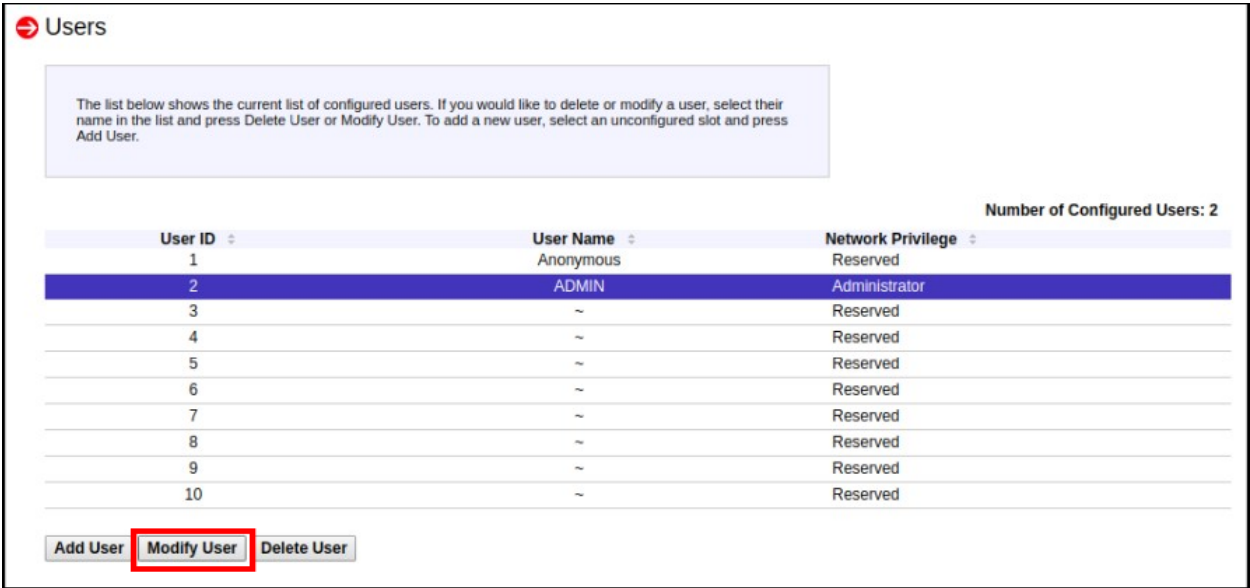 Users
The list below shows the current list of configured users. If you would like to delete or modify a user, select their
name in the list and press Delete User or Modify User. To add a new user, select an unconfigured slot and press
Add User.
Number of Configured Users: 2
User ID User Name Network Privilege
1 Anonymous Reserved
2 ADMIN Administrator
3 ~ Reserved
4 ~ Reserved
5 ~ Reserved
6 ~ Reserved
7 ~ Reserved
8 ~ Reserved
9 ~ Reserved
10 ~ Reserved
Add User Modify User Delete User